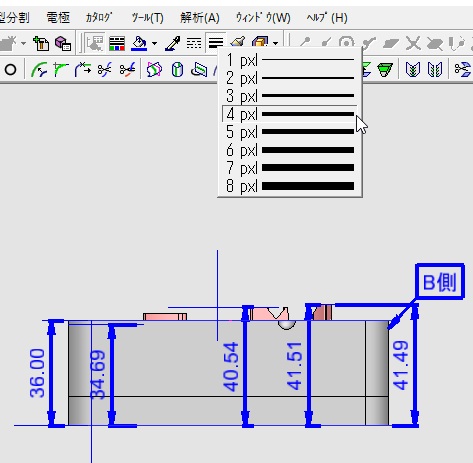 型分割 電極 ｶﾀﾛｸﾞ ﾂｰﾙ(T) 解析(A) ｳｨﾝﾄﾞｳ(W) ﾍﾙﾌﾟ(H)
1 pxl
2 pxl
3 pxl
4 pxl
5 pxl
6 pxl
7 pxl
8 pxl
B側
36.00
34.69
40.54
41.51
41.49